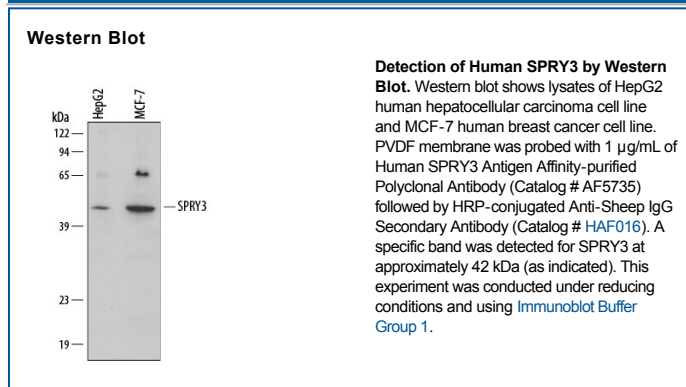 Western Blot
kDa
HepG2
MCF-7
122
94
65
39
23
19
SPRY3
Detection of Human SPRY3 by Western
Blot. Western blot shows lysates of HepG2
human hepatocellular carcinoma cell line
and MCF-7 human breast cancer cell line.
PVDF membrane was probed with 1 µg/mL of
Human SPRY3 Antigen Affinity-purified
Polyclonal Antibody (Catalog # AF5735)
followed by HRP-conjugated Anti-Sheep IgG
Secondary Antibody (Catalog # HAF016). A
specific band was detected for SPRY3 at
approximately 42 kDa (as indicated). This
experiment was conducted under reducing
conditions and using Immunoblot Buffer
Group 1.